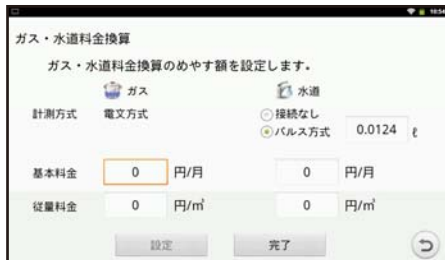 10:54
ガス・水道料金換算
ガス・水道料金換算のめやす額を設定します。
ガス 水道
計測方式 電文方式 接続なし
パルス方式 0.0124 ℓ
基本料金 0 円/月 0 円/月
従量料金 0 円/㎥ 0 円/㎥
設定 完了